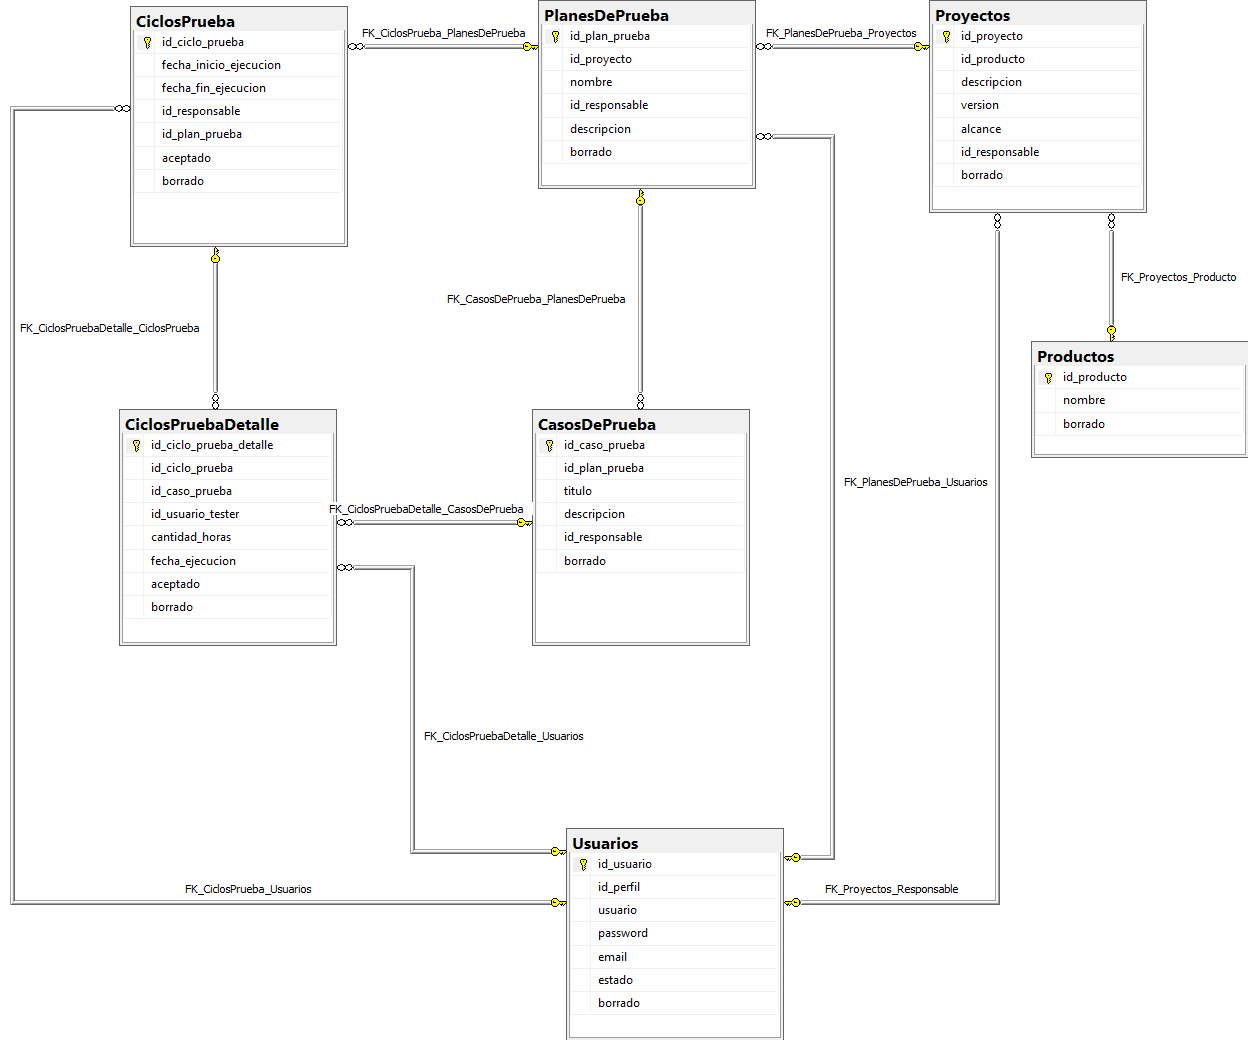 CiclosPrueba
id_ciclo_prueba
fecha_inicio_ejecucion
fecha_fin_ejecucion
id_responsable
id_plan_prueba
aceptado
borrado
FK_CiclosPrueba_PlanesDePrueba
PlanesDePrueba
id_plan_prueba
id_proyecto
nombre
id_responsable
descripcion
borrado
FK_PlanesDePrueba_Proyectos
Proyectos
id_proyecto
id_producto
descripcion
version
alcance
id_responsable
borrado
FK_Proyectos_Producto
FK_CasosDePrueba_PlanesDePrueba
FK_CiclosPruebaDetalle_CiclosPrueba
Productos
id_producto
nombre
borrado
CiclosPruebaDetalle
id_ciclo_prueba_detalle
id_ciclo_prueba
id_caso_prueba
id_usuario_tester
cantidad_horas
fecha_ejecucion
aceptado
borrado
FK_CiclosPruebaDetalle_CasosDePrueba
CasosDePrueba
id_caso_prueba
id_plan_prueba
titulo
descripcion
id_responsable
borrado
FK_PlanesDePrueba_Usuarios
FK_CiclosPruebaDetalle_Usuarios
FK_CiclosPrueba_Usuarios
Usuarios
id_usuario
id_perfil
usuario
password
email
estado
borrado
FK_Proyectos_Responsable